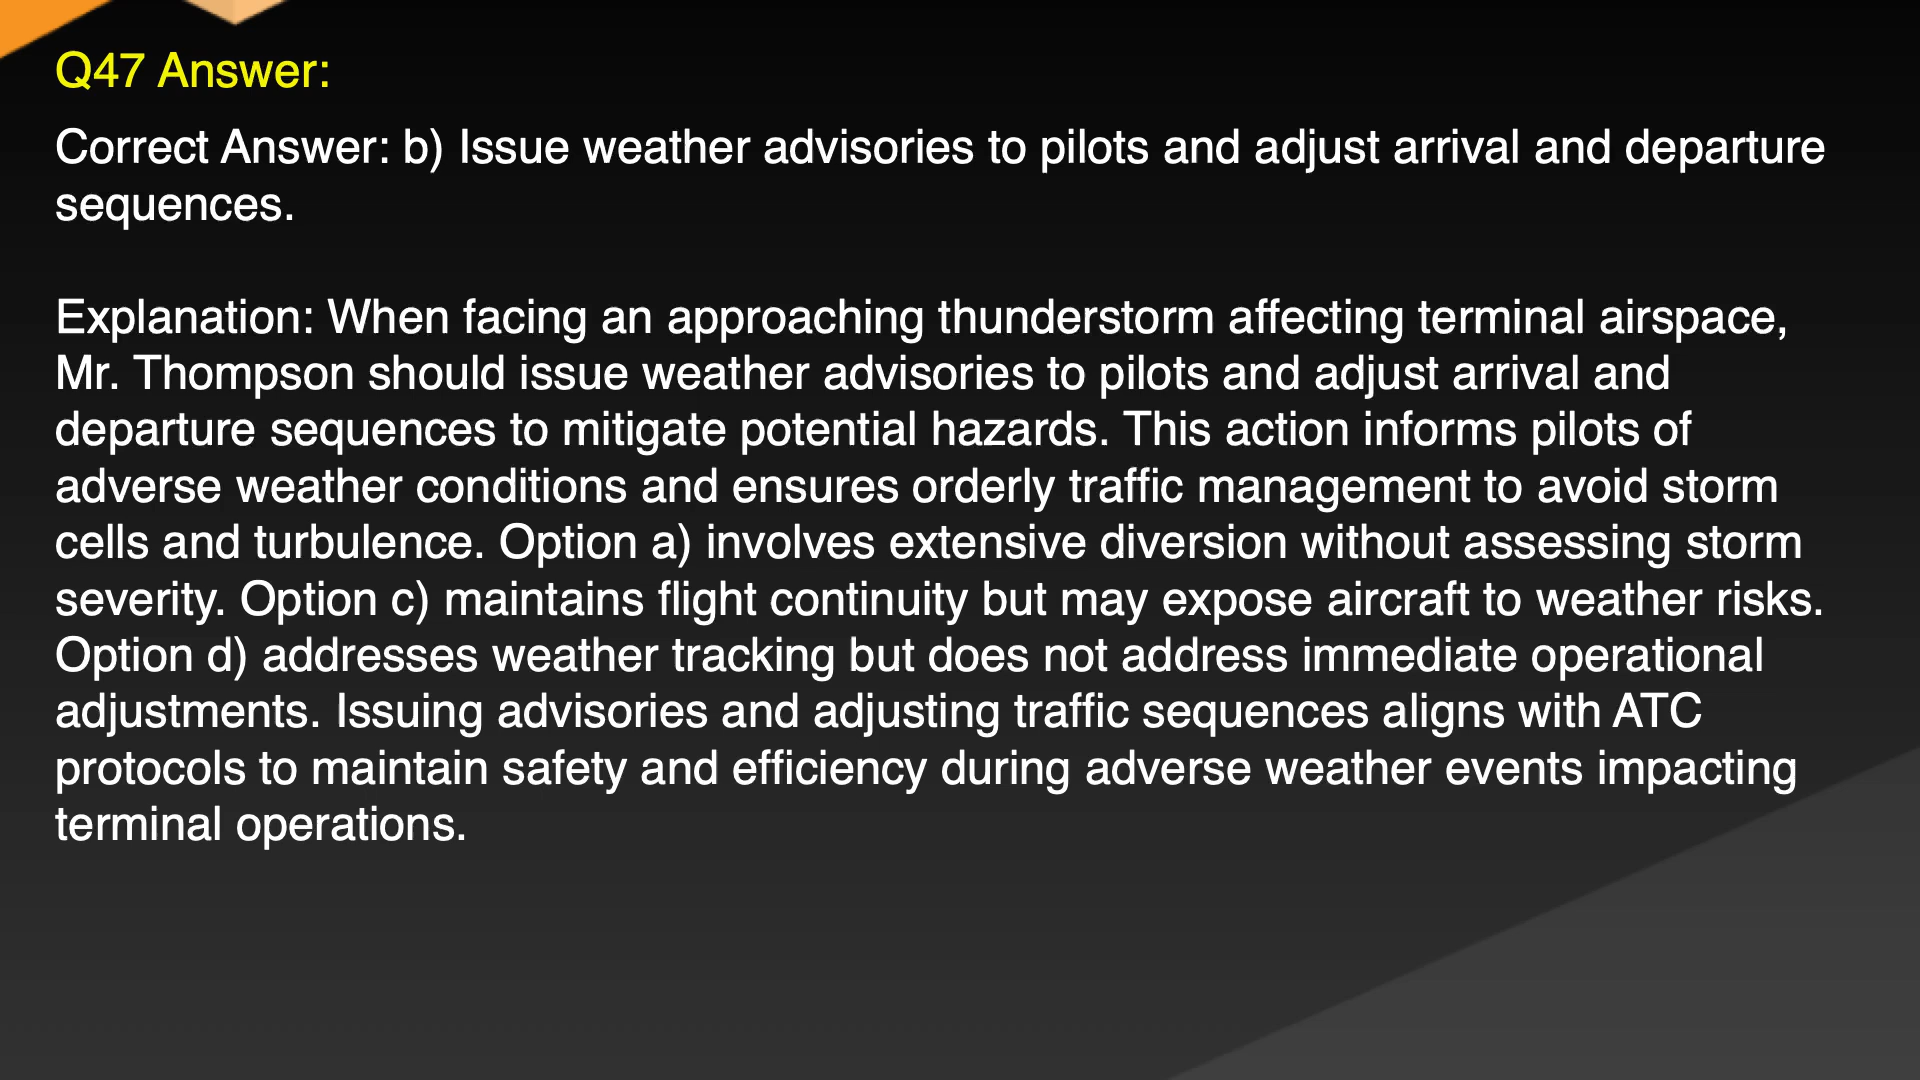 Q47 Answer:
Correct Answer: b) Issue weather advisories to pilots and adjust arrival and departure
sequences.
Explanation: When facing an approaching thunderstorm affecting terminal airspace,
Mr. Thompson should issue weather advisories to pilots and adjust arrival and
departure sequences to mitigate potential hazards. This action informs pilots of
adverse weather conditions and ensures orderly traffic management to avoid storm
cells and turbulence. Option a) involves extensive diversion without assessing storm
severity. Option c) maintains flight continuity but may expose aircraft to weather risks.
Option d) addresses weather tracking but does not address immediate operational
adjustments. Issuing advisories and adjusting traffic sequences aligns with ATC
protocols to maintain safety and efficiency during adverse weather events impacting
terminal operations.